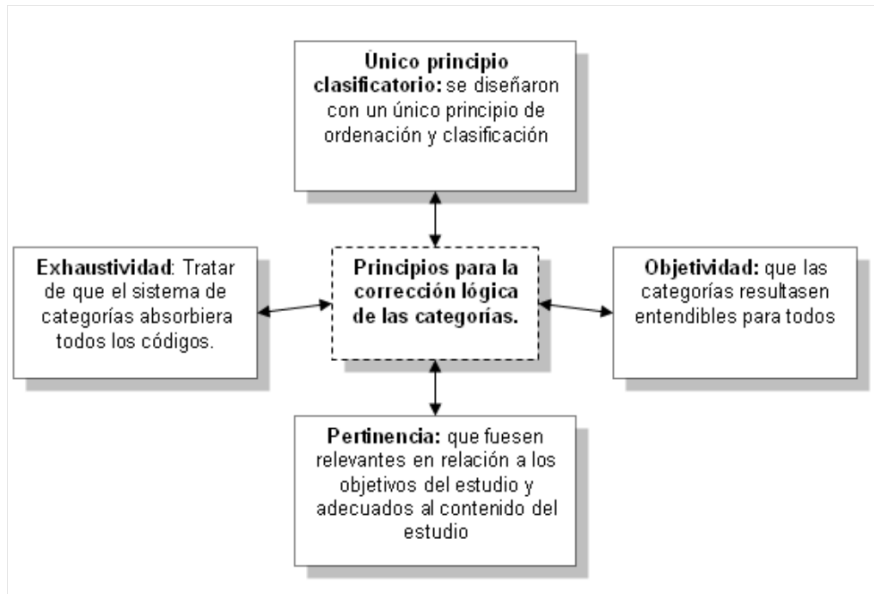 Único principio
clasificatorio: se diseñaron
con un único principio de
ordenación y clasificación
Exhaustividad: Tratar
de que el sistema de
categorías absorbiera
todos los códigos.
Principios para la
corrección lógica
de las categorías.
Objetividad: que las
categorías resultasen
entendibles para todos
Pertinencia: que fuesen
relevantes en relación a los
objetivos del estudio y
adecuados al contenido del
estudio